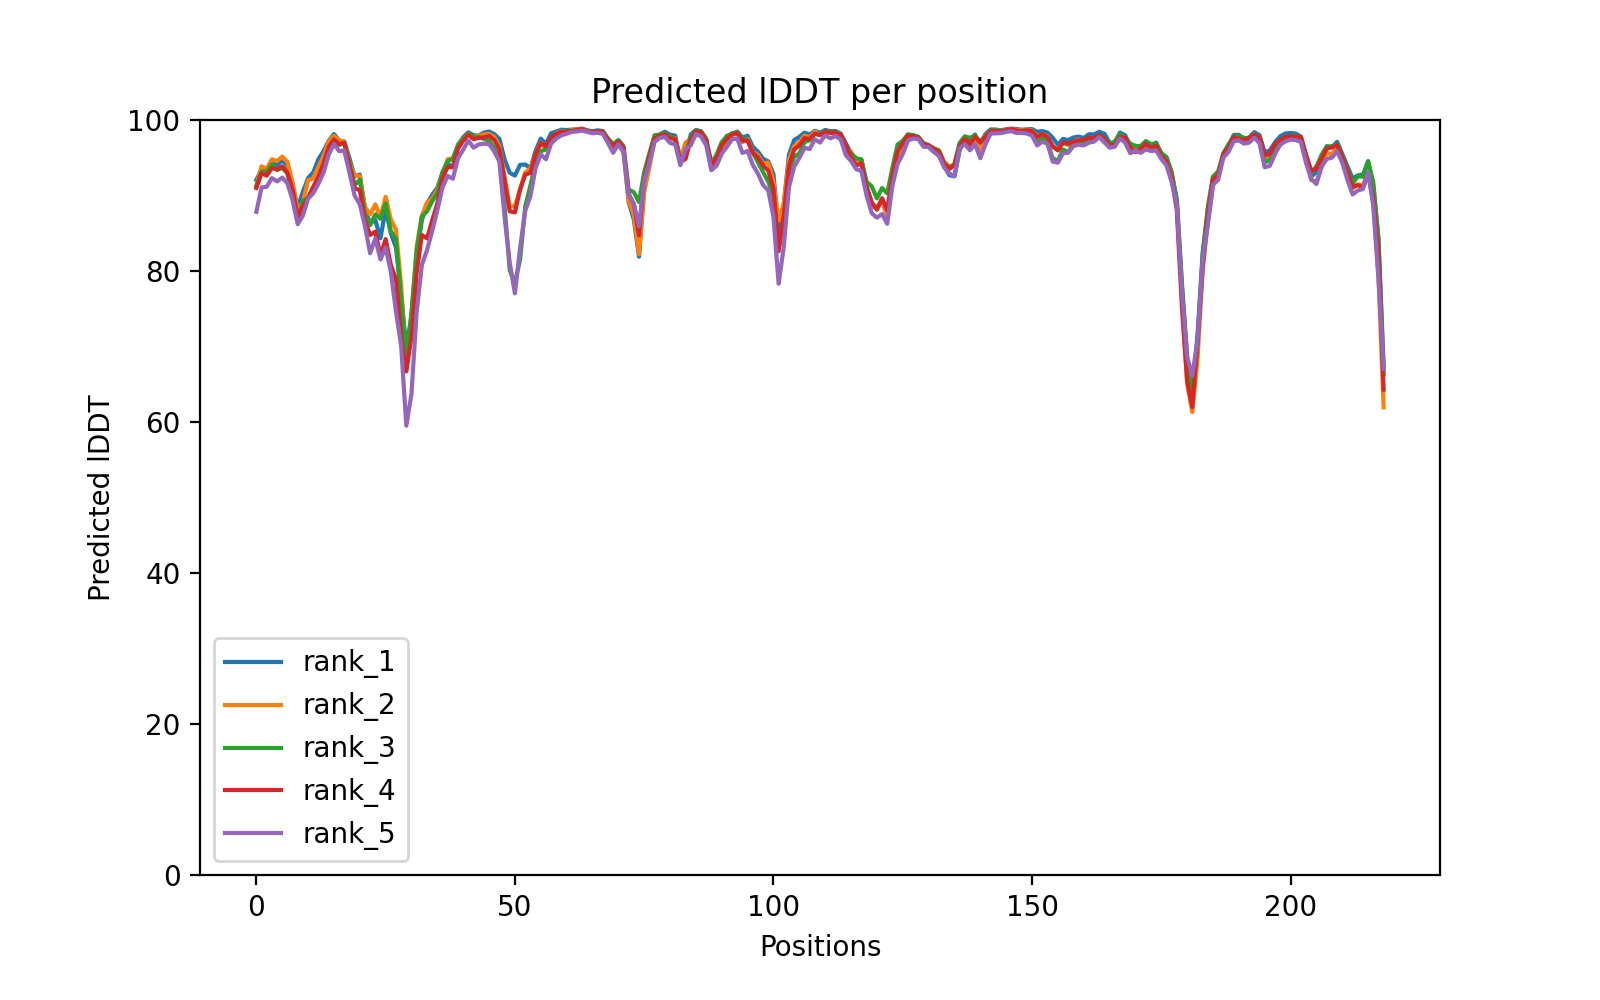 Predicted lDDT per position
100
80
60
40
20
0
Predicted lDDT
rank_1
rank_2
rank_3
rank_4
rank_5
0 50 100 150 200
Positions